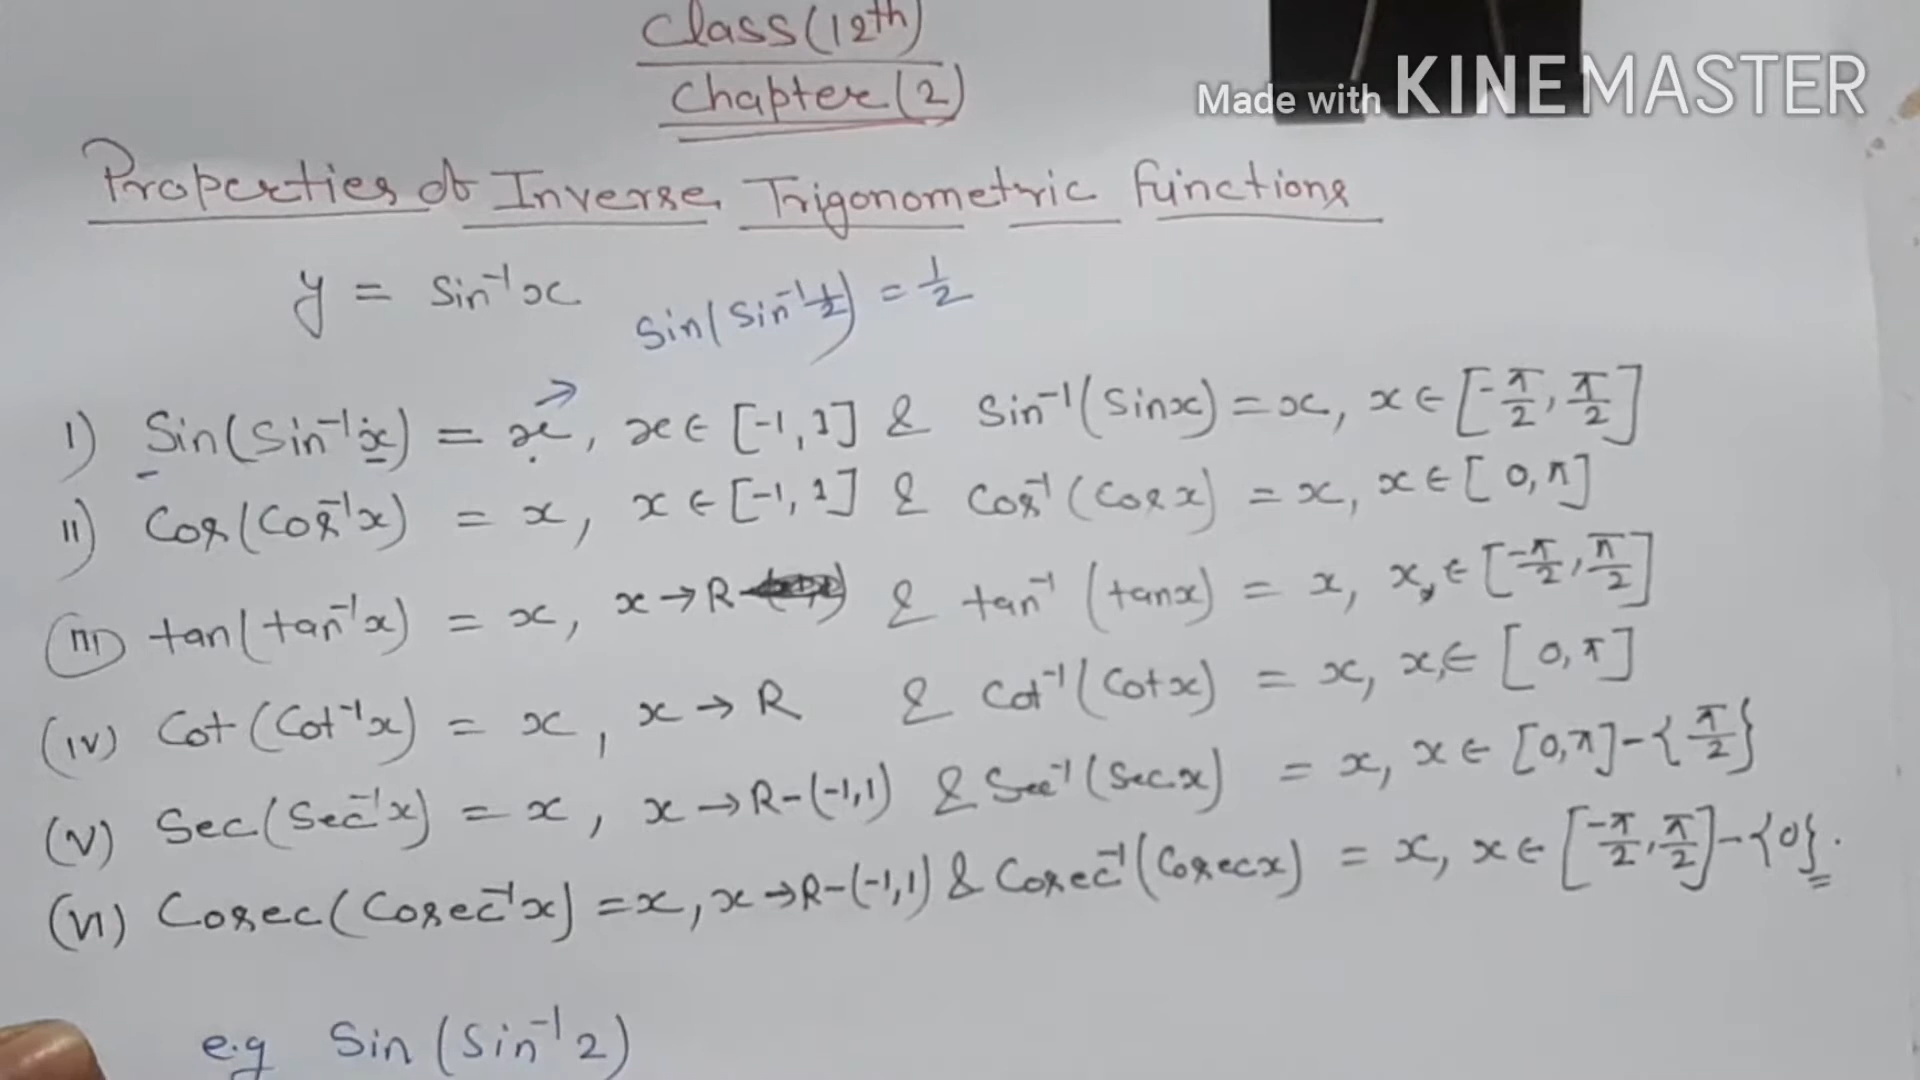 Class (12th)
Chapter (2)
Made with KINEMASTER
Properties of Inverse Trigonometric functions
y = Sin⁻¹x
Sin(Sin⁻¹ 1/2) = 1/2
I) Sin(Sin⁻¹x) = x, x ∈ [-1, 1] & Sin⁻¹(Sinx) = x, x ∈ [-π/2, π/2]
II) Cos(Cos⁻¹x) = x, x ∈ [-1, 1] & Cos⁻¹(Cosx) = x, x ∈ [0, π]
III) tan(tan⁻¹x) = x, x → R & tan⁻¹(tanx) = x, x ∈ [-π/2, π/2]
(IV) Cot(Cot⁻¹x) = x, x → R & Cot⁻¹(Cotx) = x, x ∈ [0, π]
(V) Sec(Sec⁻¹x) = x, x → R-(-1,1) & Sec⁻¹(Secx) = x, x ∈ [0,π]-{π/2}
(VI) Cosec(Cosec⁻¹x) = x, x → R-(-1,1) & Cosec⁻¹(Cosecx) = x, x ∈ [-π/2, π/2]-{0}.
e.g Sin(Sin⁻¹2)